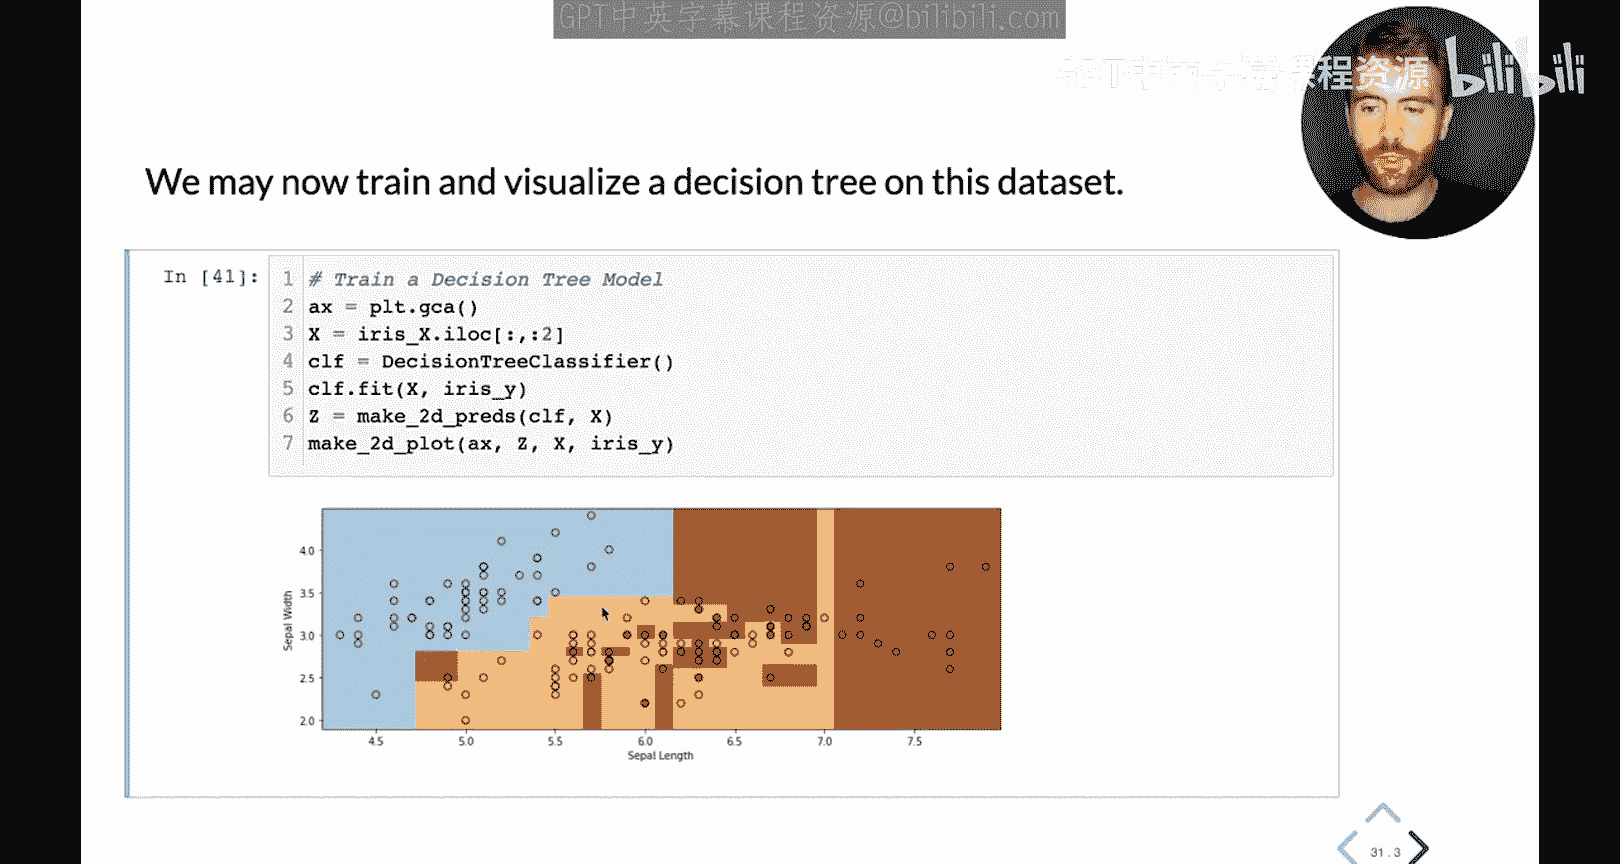 GPT中英字幕课程资源@bilibili.com
程资源 bilibili
We may now train and visualize a decision tree on this dataset.
In [41]:
1 # Train a Decision Tree Model
2 ax = plt.gca()
3 X = iris_X.iloc[:,:2]
4 clf = DecisionTreeClassifier()
5 clf.fit(X, iris_y)
6 Z = make_2d_preds(clf, X)
7 make_2d_plot(ax, Z, X, iris_y)
4.0
3.5
3.0
2.5
2.0
Sepal Width
4.5 5.0 5.5 6.0 6.5 7.0 7.5
Sepal Length
31.3